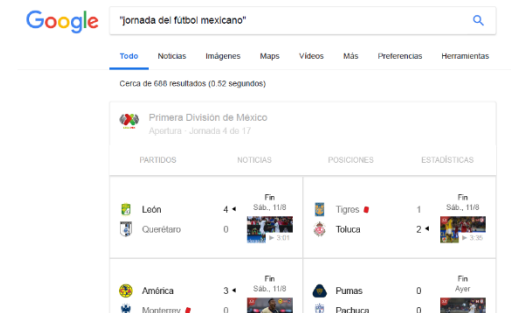 Google
"jornada del fútbol mexicano"
Todo Noticias Imágenes Maps Vídeos Más Preferencias Herramientas
Cerca de 688 resultados (0.52 segundos)
Primera División de México
Apertura - Jornada 4 de 17
PARTIDOS NOTICIAS POSICIONES ESTADÍSTICAS
León 4 Fin
Sáb., 11/8
Querétaro 0 3:01
Tigres 1 Fin
Sáb., 11/8
Toluca 2 3:35
América 3 Fin
Sáb., 11/8
Monterrey 0
Pumas 0 Fin
Ayer
Pachuca 0